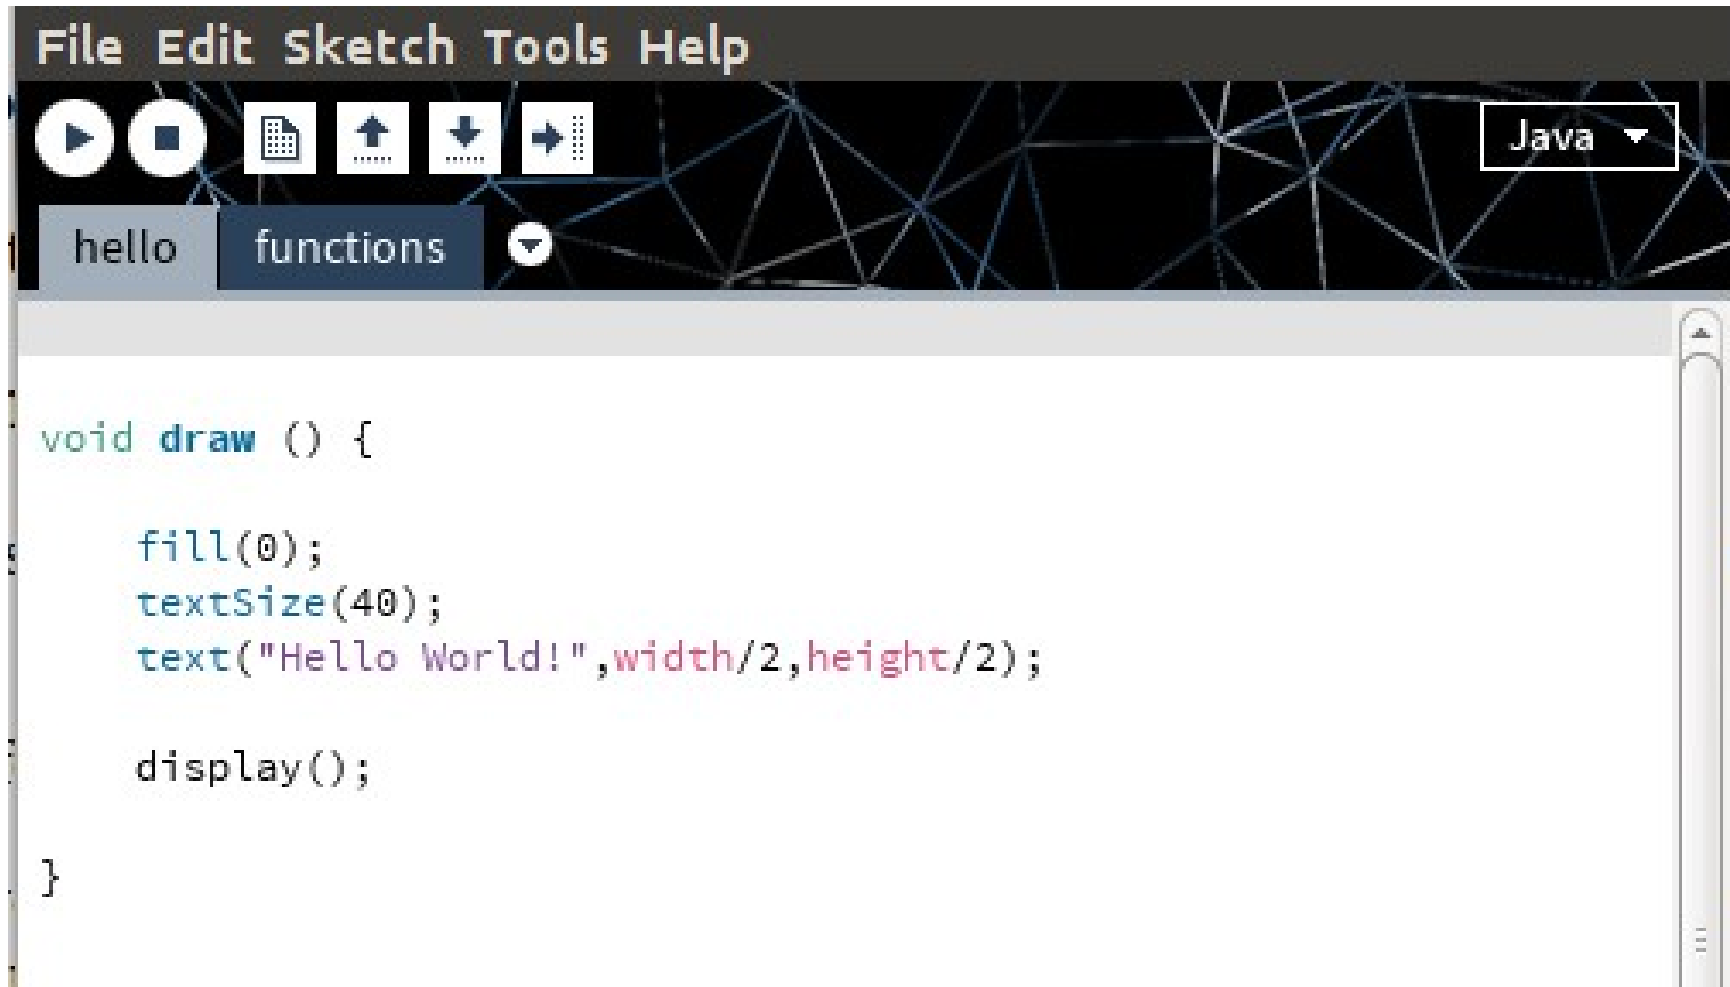 File Edit Sketch Tools Help
Java
hello functions
void draw () {
fill(0);
textSize(40);
text("Hello World!",width/2,height/2);
display();
}